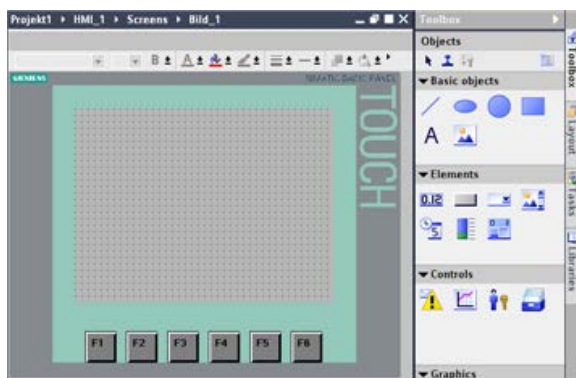 Projekt1 ▸ HMI_1 ▸ Screens ▸ Bild_1
Toolbox
Objects
B
A
SIEMENS
SIMATIC BASIC PANEL
TOUCH
F1 F2 F3 F4 F5 F6
Basic objects
A
Elements
0.12
5
Controls
Graphics
Toolbox
Layout
Tasks
Libraries